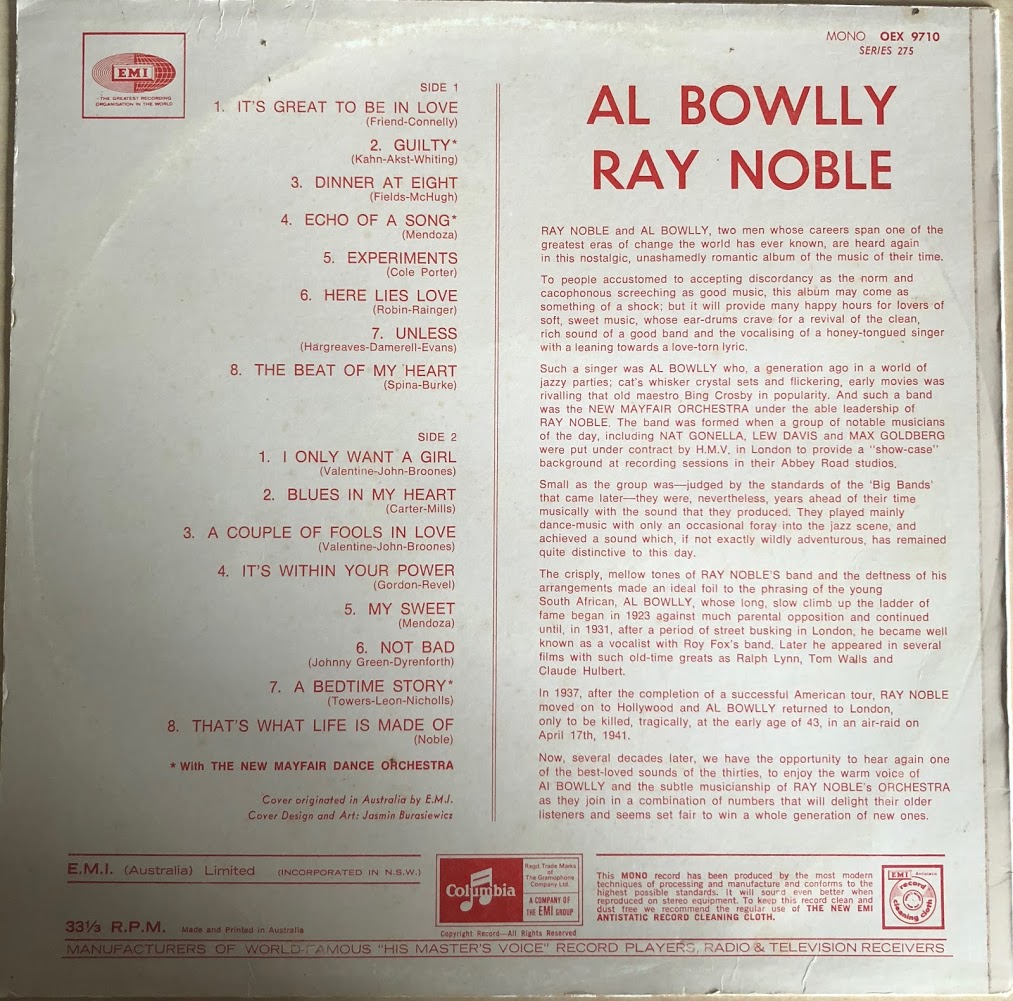 MONO OEX 9710
SERIES 275
EMI
THE GREATEST RECORDING
ORGANISATION IN THE WORLD
SIDE 1
1. IT'S GREAT TO BE IN LOVE
(Friend-Connelly)
2. GUILTY*
(Kahn-Akst-Whiting)
3. DINNER AT EIGHT
(Fields-McHugh)
4. ECHO OF A SONG*
(Mendoza)
5. EXPERIMENTS
(Cole Porter)
6. HERE LIES LOVE
(Robin-Rainger)
7. UNLESS
(Hargreaves-Damerell-Evans)
8. THE BEAT OF MY HEART
(Spina-Burke)
SIDE 2
1. I ONLY WANT A GIRL
(Valentine-John-Broones)
2. BLUES IN MY HEART
(Carter-Mills)
3. A COUPLE OF FOOLS IN LOVE
(Valentine-John-Broones)
4. IT'S WITHIN YOUR POWER
(Gordon-Revel)
5. MY SWEET
(Mendoza)
6. NOT BAD
(Johnny Green-Dyrenforth)
7. A BEDTIME STORY*
(Towers-Leon-Nicholls)
8. THAT'S WHAT LIFE IS MADE OF
(Noble)
* With THE NEW MAYFAIR DANCE ORCHESTRA
Cover originated in Australia by E.M.I.
Cover Design and Art: Jasmin Burasiewicz
AL BOWLLY
RAY NOBLE
RAY NOBLE and AL BOWLLY, two men whose careers span one of the
greatest eras of change the world has ever known, are heard again
in this nostalgic, unashamedly romantic album of the music of their time.
To people accustomed to accepting discordancy as the norm and
cacophonous screeching as good music, this album may come as
something of a shock; but it will provide many happy hours for lovers of
soft, sweet music, whose ear-drums crave for a revival of the clean,
rich sound of a good band and the vocalising of a honey-tongued singer
with a leaning towards a love-torn lyric.
Such a singer was AL BOWLLY who, a generation ago in a world of
jazzy parties; cat's whisker crystal sets and flickering, early movies was
rivalling that old maestro Bing Crosby in popularity. And such a band
was the NEW MAYFAIR ORCHESTRA under the able leadership of
RAY NOBLE. The band was formed when a group of notable musicians
of the day, including NAT GONELLA, LEW DAVIS and MAX GOLDBERG
were put under contract by H.M.V. in London to provide a "show-case"
background at recording sessions in their Abbey Road studios.
Small as the group was—judged by the standards of the 'Big Bands'
that came later—they were, nevertheless, years ahead of their time
musically with the sound that they produced. They played mainly
dance-music with only an occasional foray into the jazz scene, and
achieved a sound which, if not exactly wildly adventurous, has remained
quite distinctive to this day.
The crisply, mellow tones of RAY NOBLE'S band and the deftness of his
arrangements made an ideal foil to the phrasing of the young
South African, AL BOWLLY, whose long, slow climb up the ladder of
fame began in 1923 against much parental opposition and continued
until, in 1931, after a period of street busking in London, he became well
known as a vocalist with Roy Fox's band. Later he appeared in several
films with such old-time greats as Ralph Lynn, Tom Walls and
Claude Hulbert.
In 1937, after the completion of a successful American tour, RAY NOBLE
moved on to Hollywood and AL BOWLLY returned to London,
only to be killed, tragically, at the early age of 43, in an air-raid on
April 17th, 1941.
Now, several decades later, we have the opportunity to hear again one
of the best-loved sounds of the thirties, to enjoy the warm voice of
Al BOWLLY and the subtle musicianship of RAY NOBLE's ORCHESTRA
as they join in a combination of numbers that will delight their older
listeners and seems set fair to win a whole generation of new ones.
E.M.I. (Australia) Limited (INCORPORATED IN N.S.W.)
33⅓ R.P.M. Made and Printed in Australia
Columbia
Regd. Trade Marks
of The Gramophone
Company Ltd.
A COMPANY OF
THE EMI GROUP
Copyright Record—All Rights Reserved
This MONO record has been produced by the most modern
techniques of processing and manufacture and conforms to the
highest possible standards. It will sound even better when
reproduced on stereo equipment. To keep this record clean and
dust free we recommend the regular use of THE NEW EMI
ANTISTATIC RECORD CLEANING CLOTH.
EMI Antistatic
record
cleaning cloth
MANUFACTURERS OF WORLD-FAMOUS "HIS MASTER'S VOICE" RECORD PLAYERS, RADIO & TELEVISION RECEIVERS